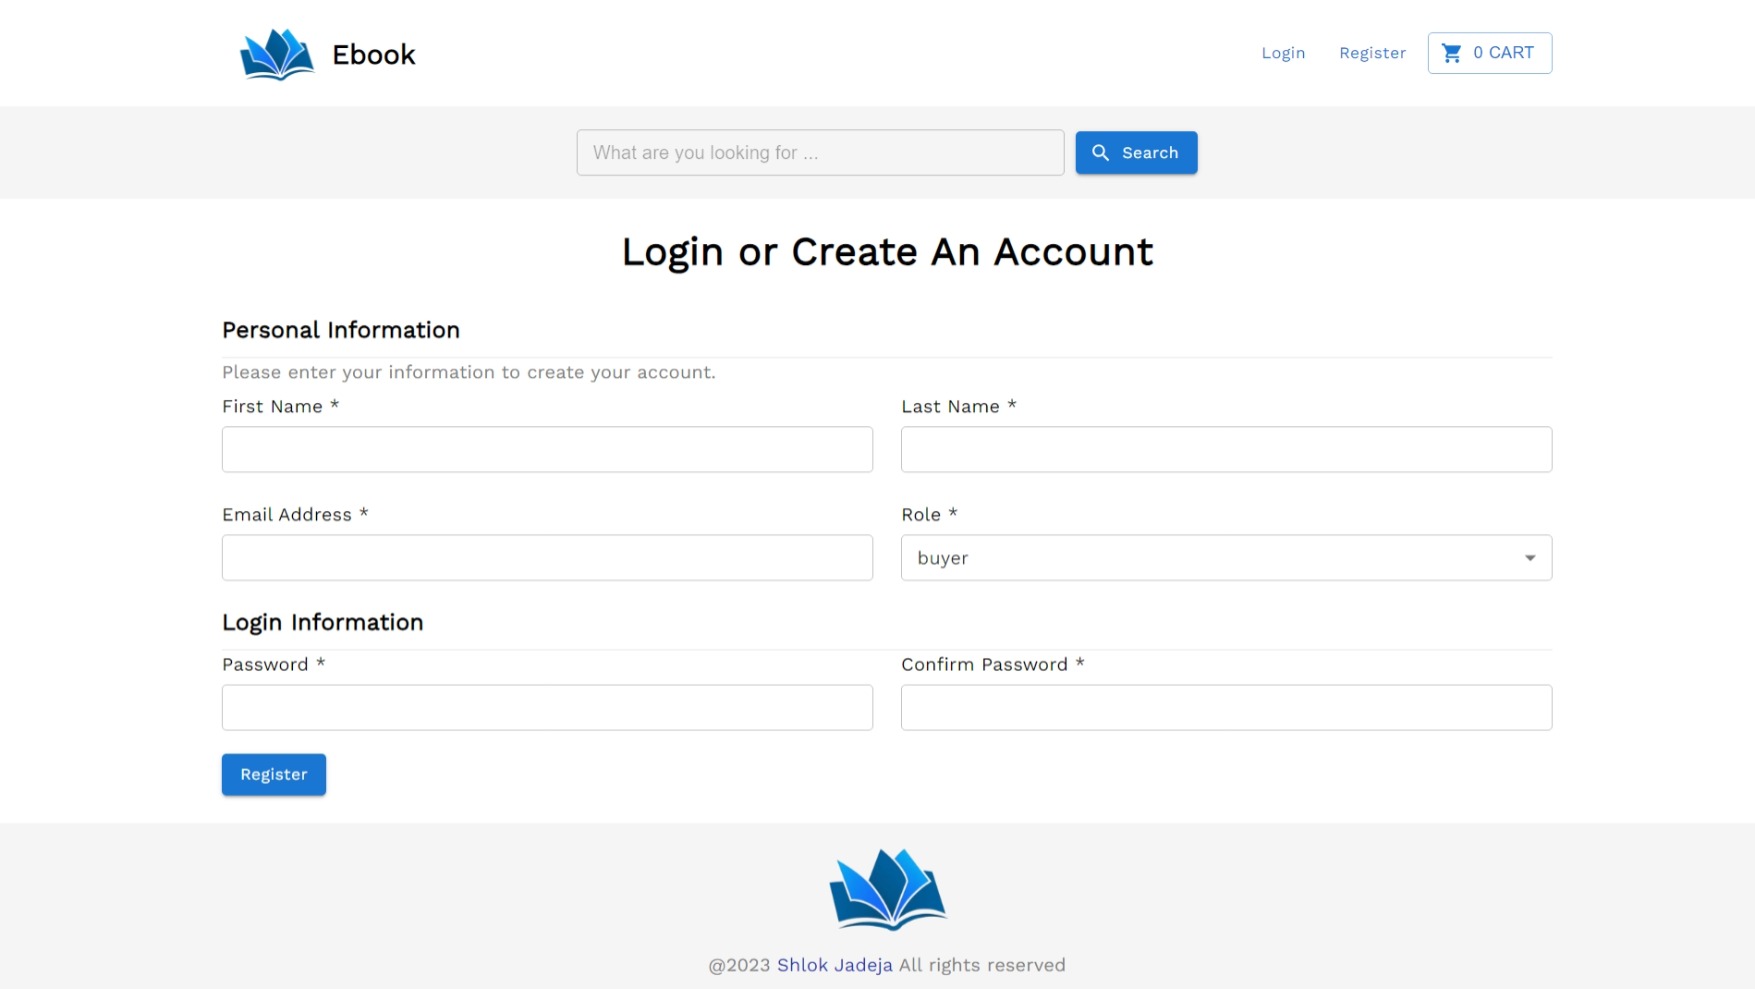 Ebook
Login Register 0 CART
What are you looking for ... Search
Login or Create An Account
Personal Information
Please enter your information to create your account.
First Name * Last Name *
Email Address * Role *
buyer
Login Information
Password * Confirm Password *
Register
@2023 Shlok Jadeja All rights reserved